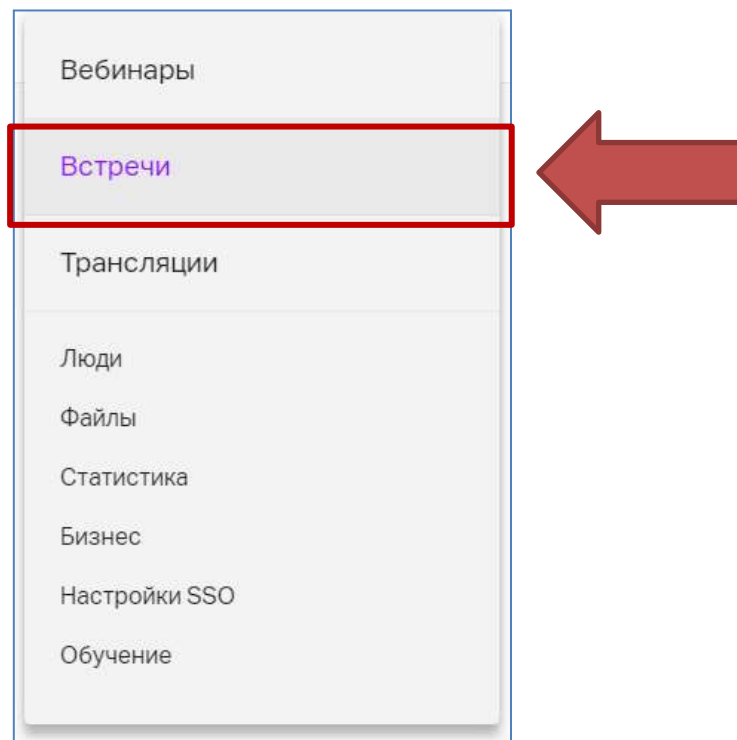 Вебинары
Встречи
Трансляции
Люди
Файлы
Статистика
Бизнес
Настройки SSO
Обучение